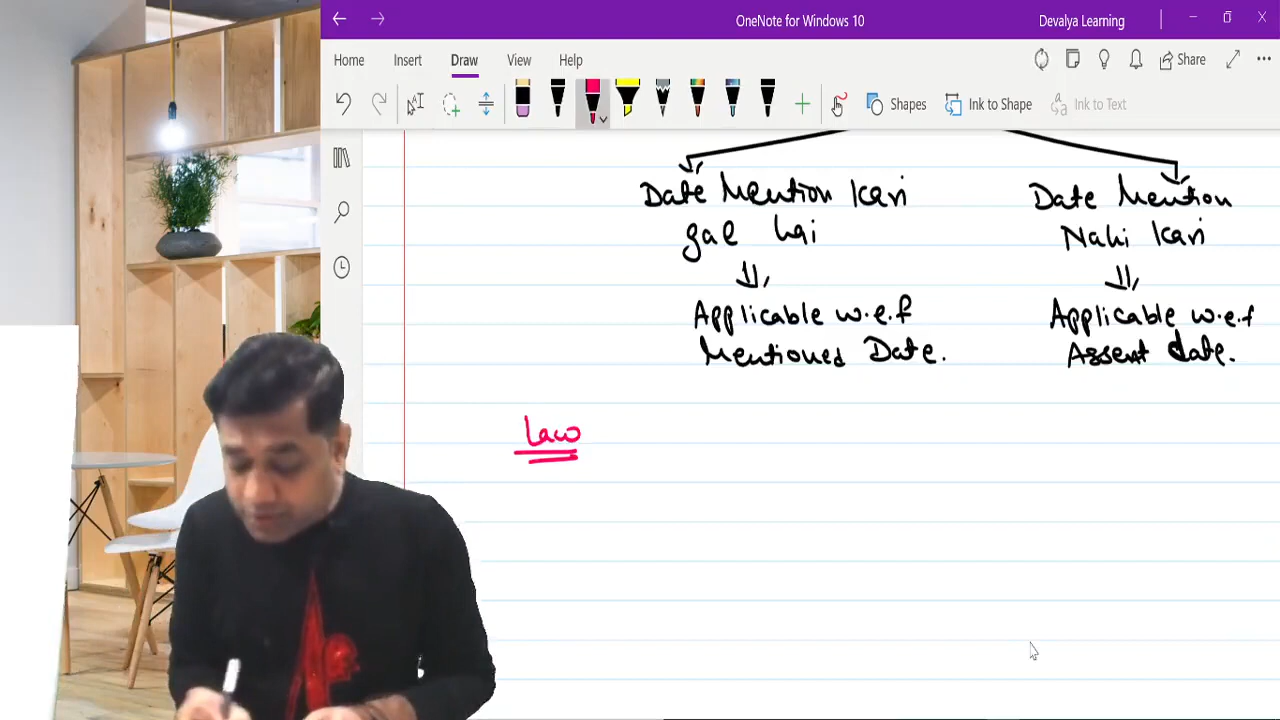 OneNote for Windows 10
Devalya Learning
Home Insert Draw View Help
Share
Shapes
Ink to Shape
Ink to Text
Date Mention Kari
gae hai
Applicable w.e.f
Mentioned Date.
Date Mention
Nahi Kari
Applicable w.e.f
Assent date.
Law